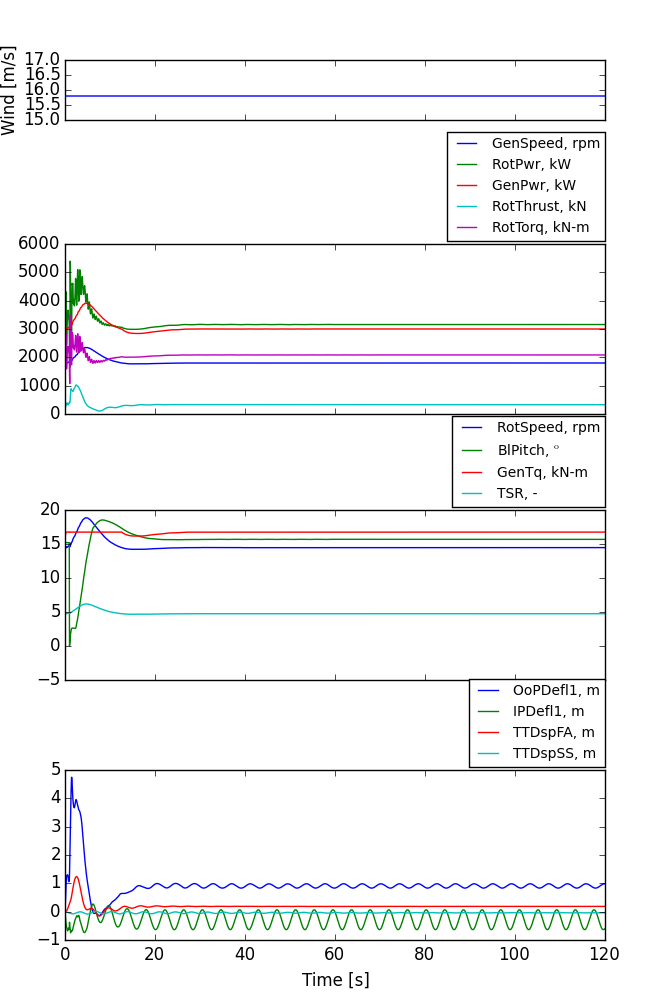 Wind [m/s]
17.0
16.5
16.0
15.5
15.0
GenSpeed, rpm
RotPwr, kW
GenPwr, kW
RotThrust, kN
RotTorq, kN-m
6000
5000
4000
3000
2000
1000
0
RotSpeed, rpm
BlPitch, °
GenTq, kN-m
TSR, -
20
15
10
5
0
−5
OoPDefl1, m
IPDefl1, m
TTDspFA, m
TTDspSS, m
5
4
3
2
1
0
−1
0 20 40 60 80 100 120
Time [s]